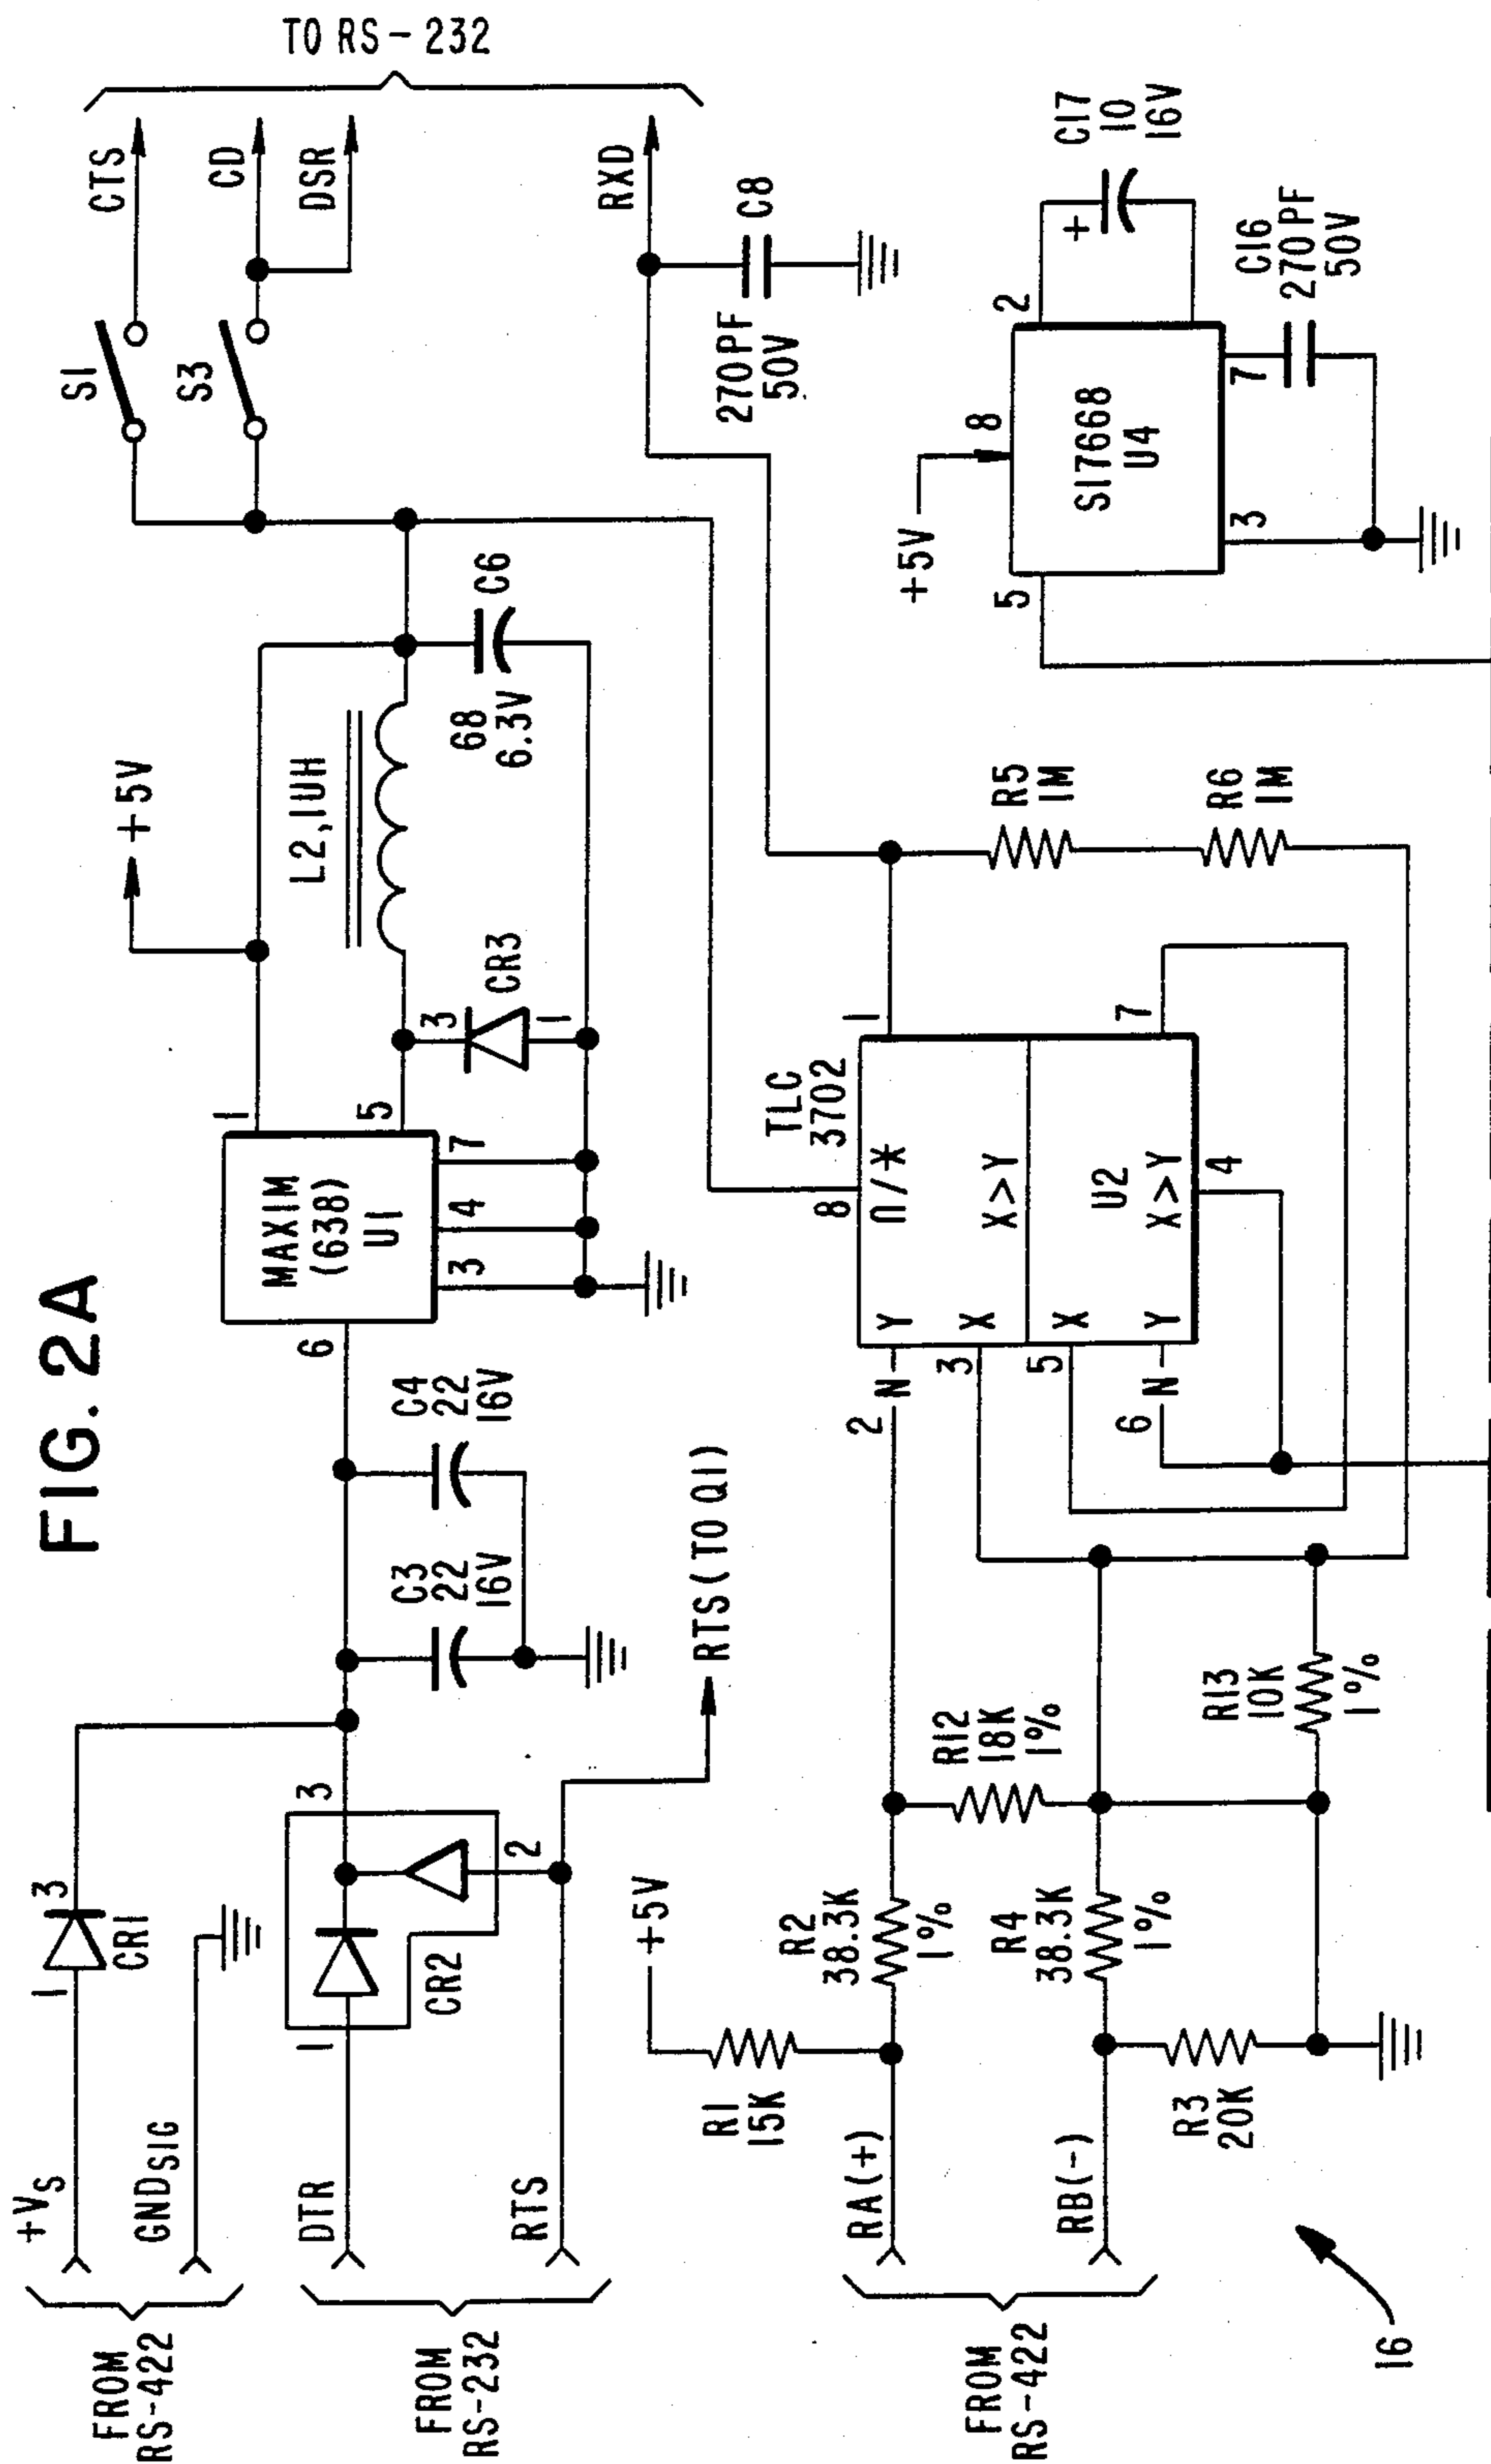 FIG. 2A
FROM
RS-422
+VS
GNDSIG
1
3
CR1
FROM
RS-232
DTR
RTS
1
3
2
CR2
C3
22
16V
C4
22
16V
RTS (TO Q1)
6
MAXIM
(638)
U1
1
5
3
4
7
+5V
L2, 1UH
3
CR3
1
68
6.3V
C6
S1
S3
CTS
CD
DSR
RXD
TO RS-232
270PF
50V
C8
FROM
RS-422
RA(+)
RB(-)
+5V
R1
15K
R2
38.3K
1%
R4
38.3K
1%
R3
20K
R12
18K
1%
R13
10K
1%
2
N
3
5
6
N
Y
X
X
Y
∩/*
X>Y
U2
X>Y
TLC
3702
8
1
7
4
R5
1M
R6
1M
+5V
8
5
2
SI7668
U4
3
7
+
C17
10
16V
C16
270PF
50V
16